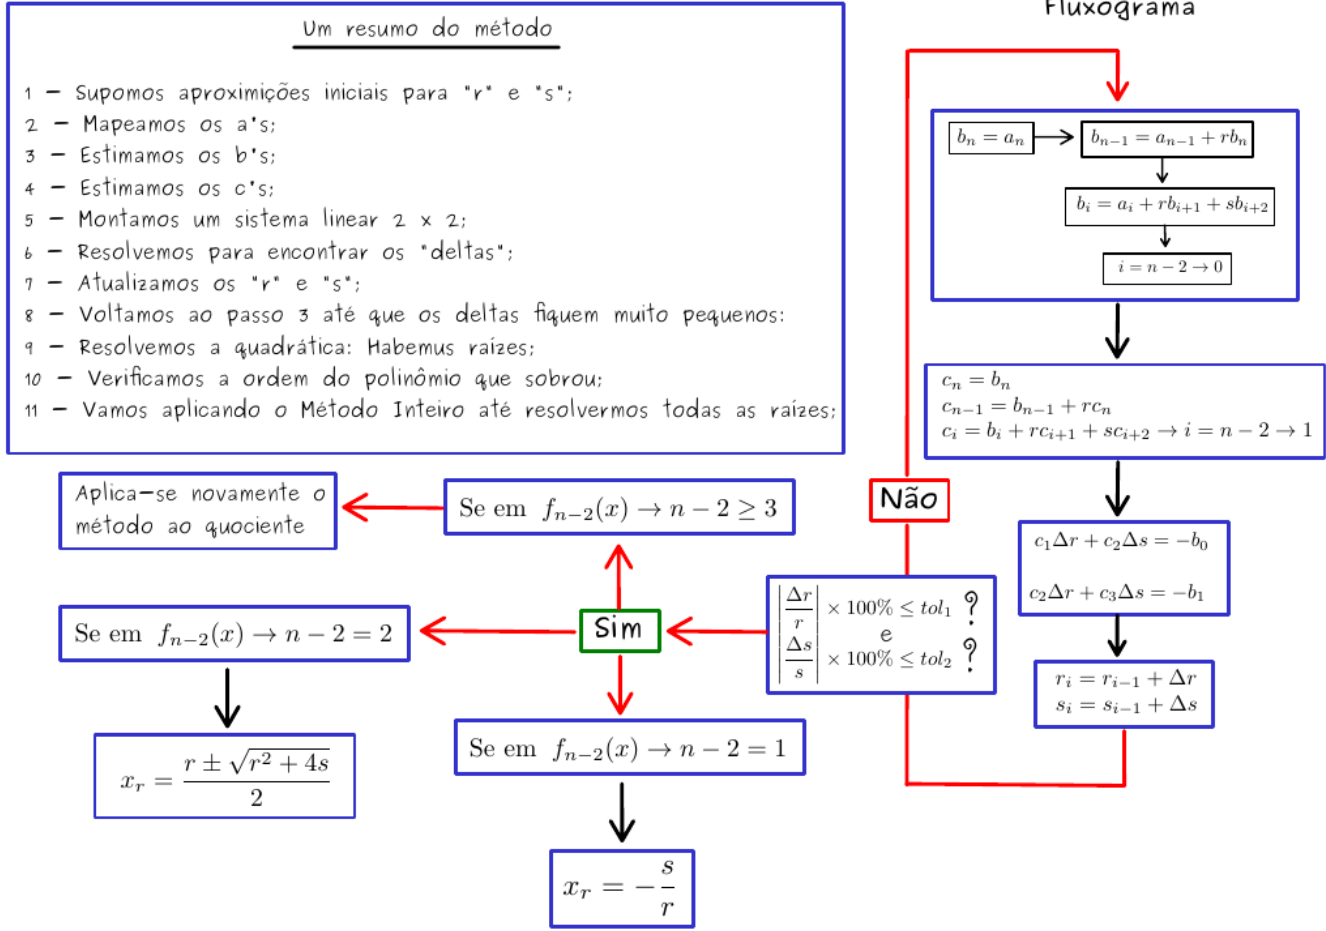 Um resumo do método
1 – Supomos aproximições iniciais para "r" e "s";
2 – Mapeamos os a's;
3 – Estimamos os b's;
4 – Estimamos os c's;
5 – Montamos um sistema linear 2 x 2;
6 – Resolvemos para encontrar os "deltas";
7 – Atualizamos os "r" e "s";
8 – Voltamos ao passo 3 até que os deltas fiquem muito pequenos:
9 – Resolvemos a quadrática: Habemus raízes;
10 – Verificamos a ordem do polinômio que sobrou;
11 – Vamos aplicando o Método Inteiro até resolvermos todas as raízes;
Fluxograma
b_n = a_n
b_{n-1} = a_{n-1} + rb_n
b_i = a_i + rb_{i+1} + sb_{i+2}
i = n − 2 → 0
c_n = b_n
c_{n-1} = b_{n-1} + rc_n
c_i = b_i + rc_{i+1} + sc_{i+2} → i = n − 2 → 1
c_1Δr + c_2Δs = −b_0
c_2Δr + c_3Δs = −b_1
r_i = r_{i-1} + Δr
s_i = s_{i-1} + Δs
|Δr/r| × 100% ≤ tol_1 ?
e
|Δs/s| × 100% ≤ tol_2 ?
Não
Sim
Se em f_{n-2}(x) → n − 2 ≥ 3
Aplica-se novamente o
método ao quociente
Se em f_{n-2}(x) → n − 2 = 2
x_r = (r ± √(r² + 4s))/2
Se em f_{n-2}(x) → n − 2 = 1
x_r = −s/r